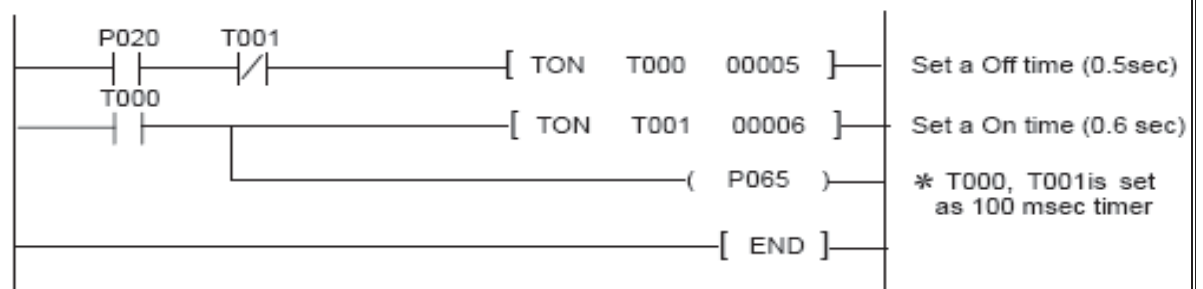 P020 T001
[ TON T000 00005 ] Set a Off time (0.5sec)
T000
[ TON T001 00006 ] Set a On time (0.6 sec)
( P065 ) * T000, T001is set
as 100 msec timer
[ END ]